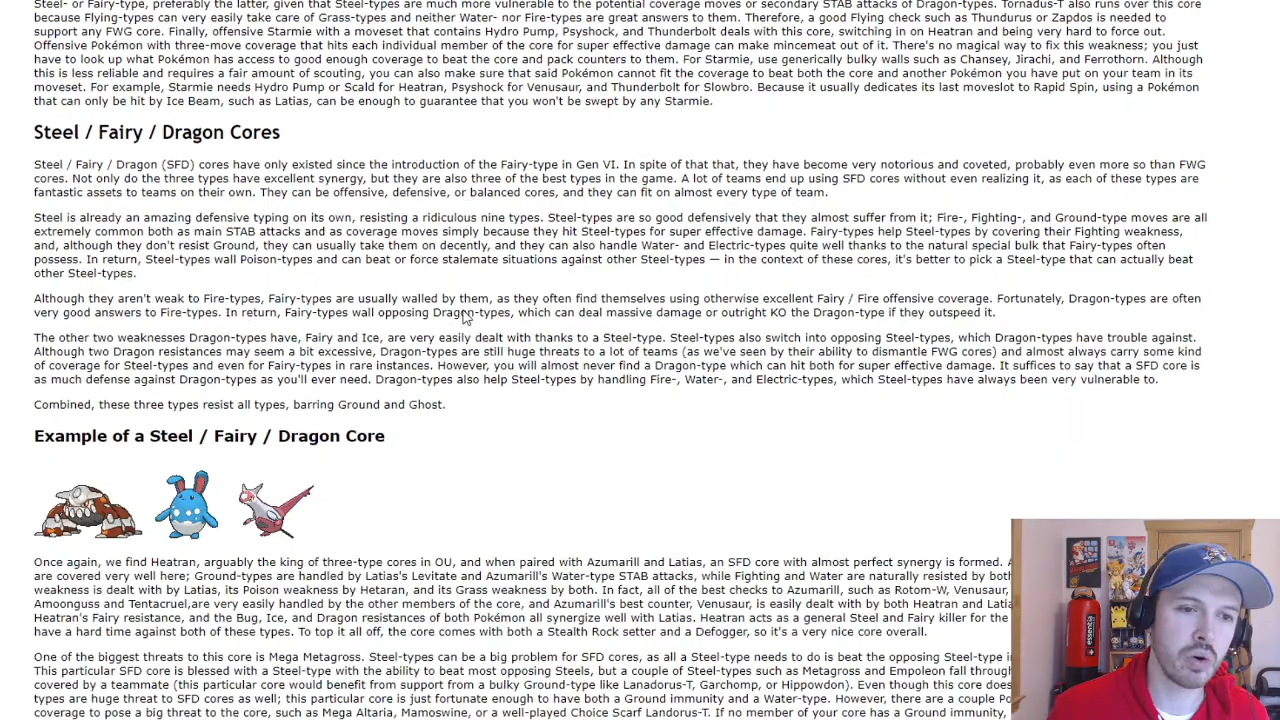 Steel- or Fairy-type, preferably the latter, given that Steel-types are much more vulnerable to the potential coverage moves or secondary STAB attacks of Dragon-types. Tornadus-T also runs over this core
because Flying-types can very easily take care of Grass-types and neither Water- nor Fire-types are great answers to them. Therefore, a good Flying check such as Thundurus or Zapdos is needed to
support any FWG core. Finally, offensive Starmie with a moveset that contains Hydro Pump, Psyshock, and Thunderbolt deals with this core, switching in on Heatran and being very hard to force out.
Offensive Pokémon with three-move coverage that hits each individual member of the core for super effective damage can make mincemeat out of it. There's no magical way to fix this weakness; you just
have to look up what Pokémon has access to good enough coverage to beat the core and pack counters to them. For Starmie, use generically bulky walls such as Chansey, Jirachi, and Ferrothorn. Although
this is less reliable and requires a fair amount of scouting, you can also make sure that said Pokémon cannot fit the coverage to beat both the core and another Pokémon you have put on your team in its
moveset. For example, Starmie needs Hydro Pump or Scald for Heatran, Psyshock for Venusaur, and Thunderbolt for Slowbro. Because it usually dedicates its last moveslot to Rapid Spin, using a Pokémon
that can only be hit by Ice Beam, such as Latias, can be enough to guarantee that you won't be swept by any Starmie.
Steel / Fairy / Dragon Cores
Steel / Fairy / Dragon (SFD) cores have only existed since the introduction of the Fairy-type in Gen VI. In spite of that that, they have become very notorious and coveted, probably even more so than FWG
cores. Not only do the three types have excellent synergy, but they are also three of the best types in the game. A lot of teams end up using SFD cores without even realizing it, as each of these types are
fantastic assets to teams on their own. They can be offensive, defensive, or balanced cores, and they can fit on almost every type of team.
Steel is already an amazing defensive typing on its own, resisting a ridiculous nine types. Steel-types are so good defensively that they almost suffer from it; Fire-, Fighting-, and Ground-type moves are all
extremely common both as main STAB attacks and as coverage moves simply because they hit Steel-types for super effective damage. Fairy-types help Steel-types by covering their Fighting weakness,
and, although they don't resist Ground, they can usually take them on decently, and they can also handle Water- and Electric-types quite well thanks to the natural special bulk that Fairy-types often
possess. In return, Steel-types wall Poison-types and can beat or force stalemate situations against other Steel-types — in the context of these cores, it's better to pick a Steel-type that can actually beat
other Steel-types.
Although they aren't weak to Fire-types, Fairy-types are usually walled by them, as they often find themselves using otherwise excellent Fairy / Fire offensive coverage. Fortunately, Dragon-types are often
very good answers to Fire-types. In return, Fairy-types wall opposing Dragon-types, which can deal massive damage or outright KO the Dragon-type if they outspeed it.
The other two weaknesses Dragon-types have, Fairy and Ice, are very easily dealt with thanks to a Steel-type. Steel-types also switch into opposing Steel-types, which Dragon-types have trouble against.
Although two Dragon resistances may seem a bit excessive, Dragon-types are still huge threats to a lot of teams (as we've seen by their ability to dismantle FWG cores) and almost always carry some kind
of coverage for Steel-types and even for Fairy-types in rare instances. However, you will almost never find a Dragon-type which can hit both for super effective damage. It suffices to say that a SFD core is
as much defense against Dragon-types as you'll ever need. Dragon-types also help Steel-types by handling Fire-, Water-, and Electric-types, which Steel-types have always been very vulnerable to.
Combined, these three types resist all types, barring Ground and Ghost.
Example of a Steel / Fairy / Dragon Core
Once again, we find Heatran, arguably the king of three-type cores in OU, and when paired with Azumarill and Latias, an SFD core with almost perfect synergy is formed.
are covered very well here; Ground-types are handled by Latias's Levitate and Azumarill's Water-type STAB attacks, while Fighting and Water are naturally resisted by both
weakness is dealt with by Latias, its Poison weakness by Hetaran, and its Grass weakness by both. In fact, all of the best checks to Azumarill, such as Rotom-W, Venusaur,
Amoonguss and Tentacruel,are very easily handled by the other members of the core, and Azumarill's best counter, Venusaur, is easily dealt with by both Heatran and Latia
Heatran's Fairy resistance, and the Bug, Ice, and Dragon resistances of both Pokémon all synergize well with Latias. Heatran acts as a general Steel and Fairy killer for the
have a hard time against both of these types. To top it all off, the core comes with both a Stealth Rock setter and a Defogger, so it's a very nice core overall.
One of the biggest threats to this core is Mega Metagross. Steel-types can be a big problem for SFD cores, as all a Steel-type needs to do is beat the opposing Steel-type i
This particular SFD core is blessed with a Steel-type with the ability to beat most opposing Steels, but a couple of Steel-types such as Metagross and Empoleon fall throug
covered by a teammate (this particular core would benefit from support from a bulky Ground-type like Lanadorus-T, Garchomp, or Hippowdon). Even though this core does
types are huge threat to SFD cores as well; this particular core is just fortunate enough to have both a Ground immunity and a Water-type. However, there are a couple Po
coverage to pose a big threat to the core, such as Mega Altaria, Mamoswine, or a well-played Choice Scarf Landorus-T. If no member of your core has a Ground immunity,